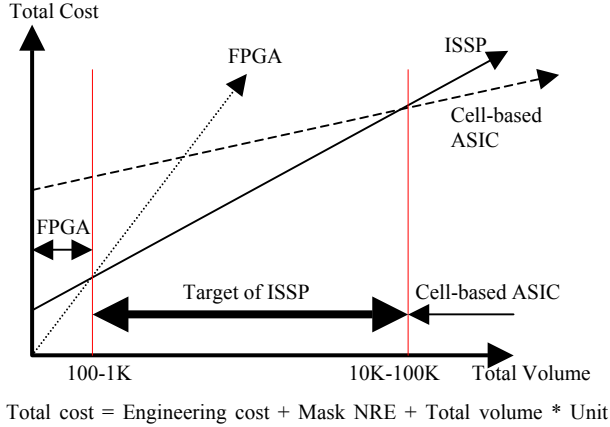 Total Cost
FPGA
ISSP
Cell-based
ASIC
FPGA
Target of ISSP
Cell-based ASIC
100-1K
10K-100K
Total Volume
Total cost = Engineering cost + Mask NRE + Total volume * Unit